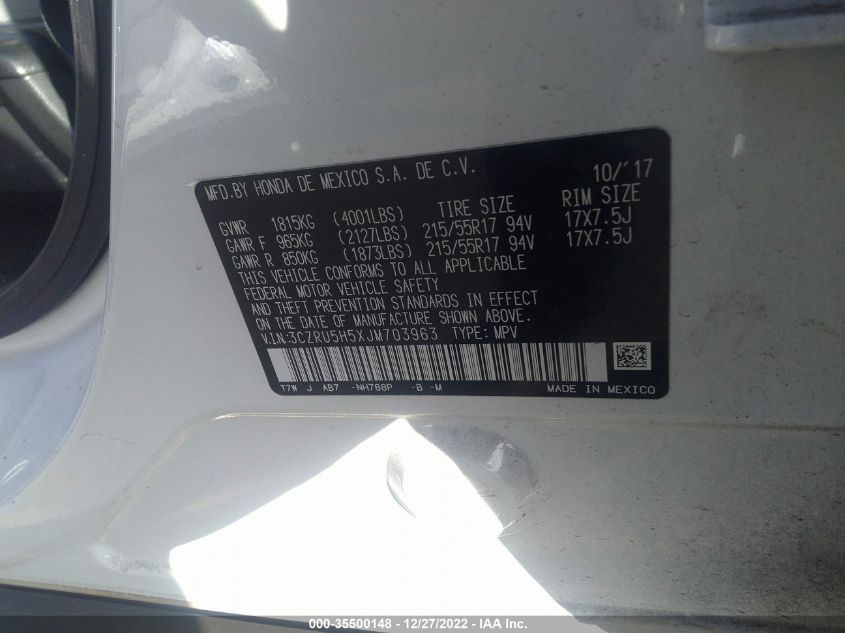 MFD.BY HONDA DE MEXICO S.A. DE C.V. 10/'17
GVWR 1815KG (4001LBS) TIRE SIZE RIM SIZE
GAWR F 965KG (2127LBS) 215/55R17 94V 17X7.5J
GAWR R 850KG (1873LBS) 215/55R17 94V 17X7.5J
THIS VEHICLE CONFORMS TO ALL APPLICABLE
FEDERAL MOTOR VEHICLE SAFETY
AND THEFT PREVENTION STANDARDS IN EFFECT
ON THE DATE OF MANUFACTURE SHOWN ABOVE.
V.I.N:3CZRU5H5XJM703963 TYPE: MPV
T7W J AB7 -NH788P -B -M MADE IN MEXICO
000-35500148 - 12/27/2022 - IAA Inc.